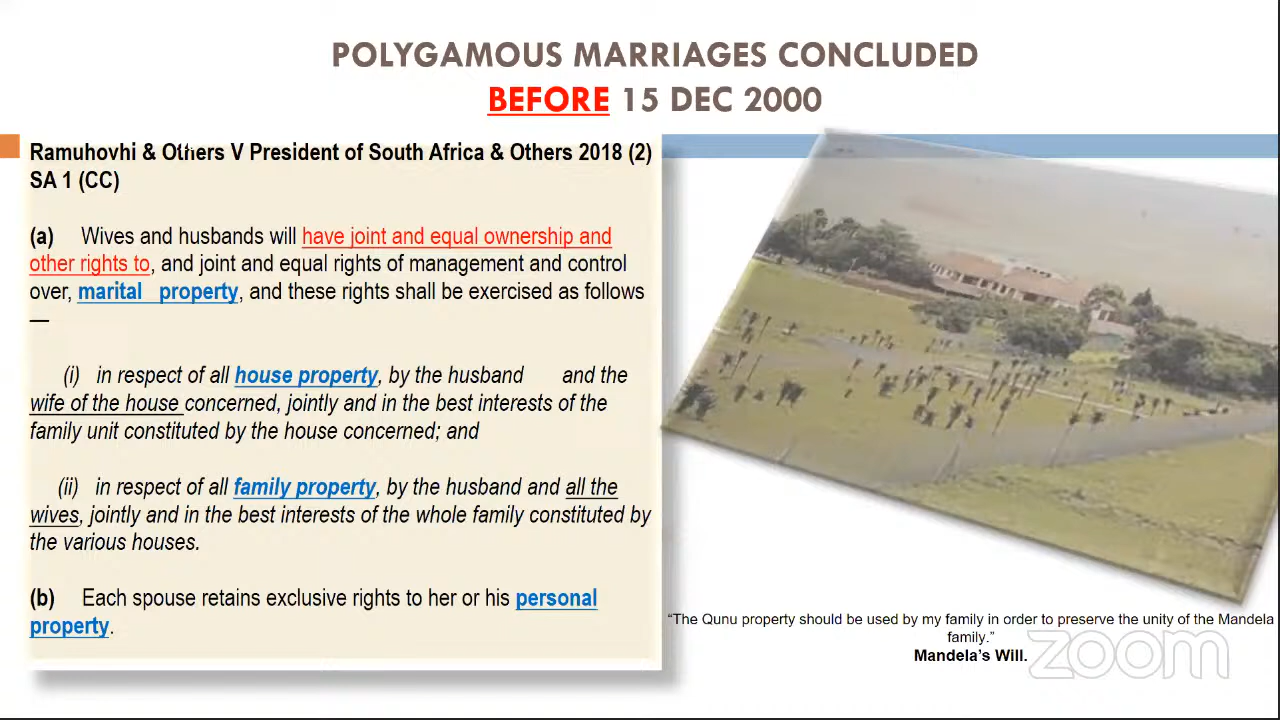 POLYGAMOUS MARRIAGES CONCLUDED
BEFORE 15 DEC 2000
Ramuhovhi & Others V President of South Africa & Others 2018 (2)
SA 1 (CC)
(a) Wives and husbands will have joint and equal ownership and
other rights to, and joint and equal rights of management and control
over, marital property, and these rights shall be exercised as follows
—
(i) in respect of all house property, by the husband and the
wife of the house concerned, jointly and in the best interests of the
family unit constituted by the house concerned; and
(ii) in respect of all family property, by the husband and all the
wives, jointly and in the best interests of the whole family constituted by
the various houses.
(b) Each spouse retains exclusive rights to her or his personal
property.
“The Qunu property should be used by my family in order to preserve the unity of the Mandela
family.”
Mandela’s Will.
zoom